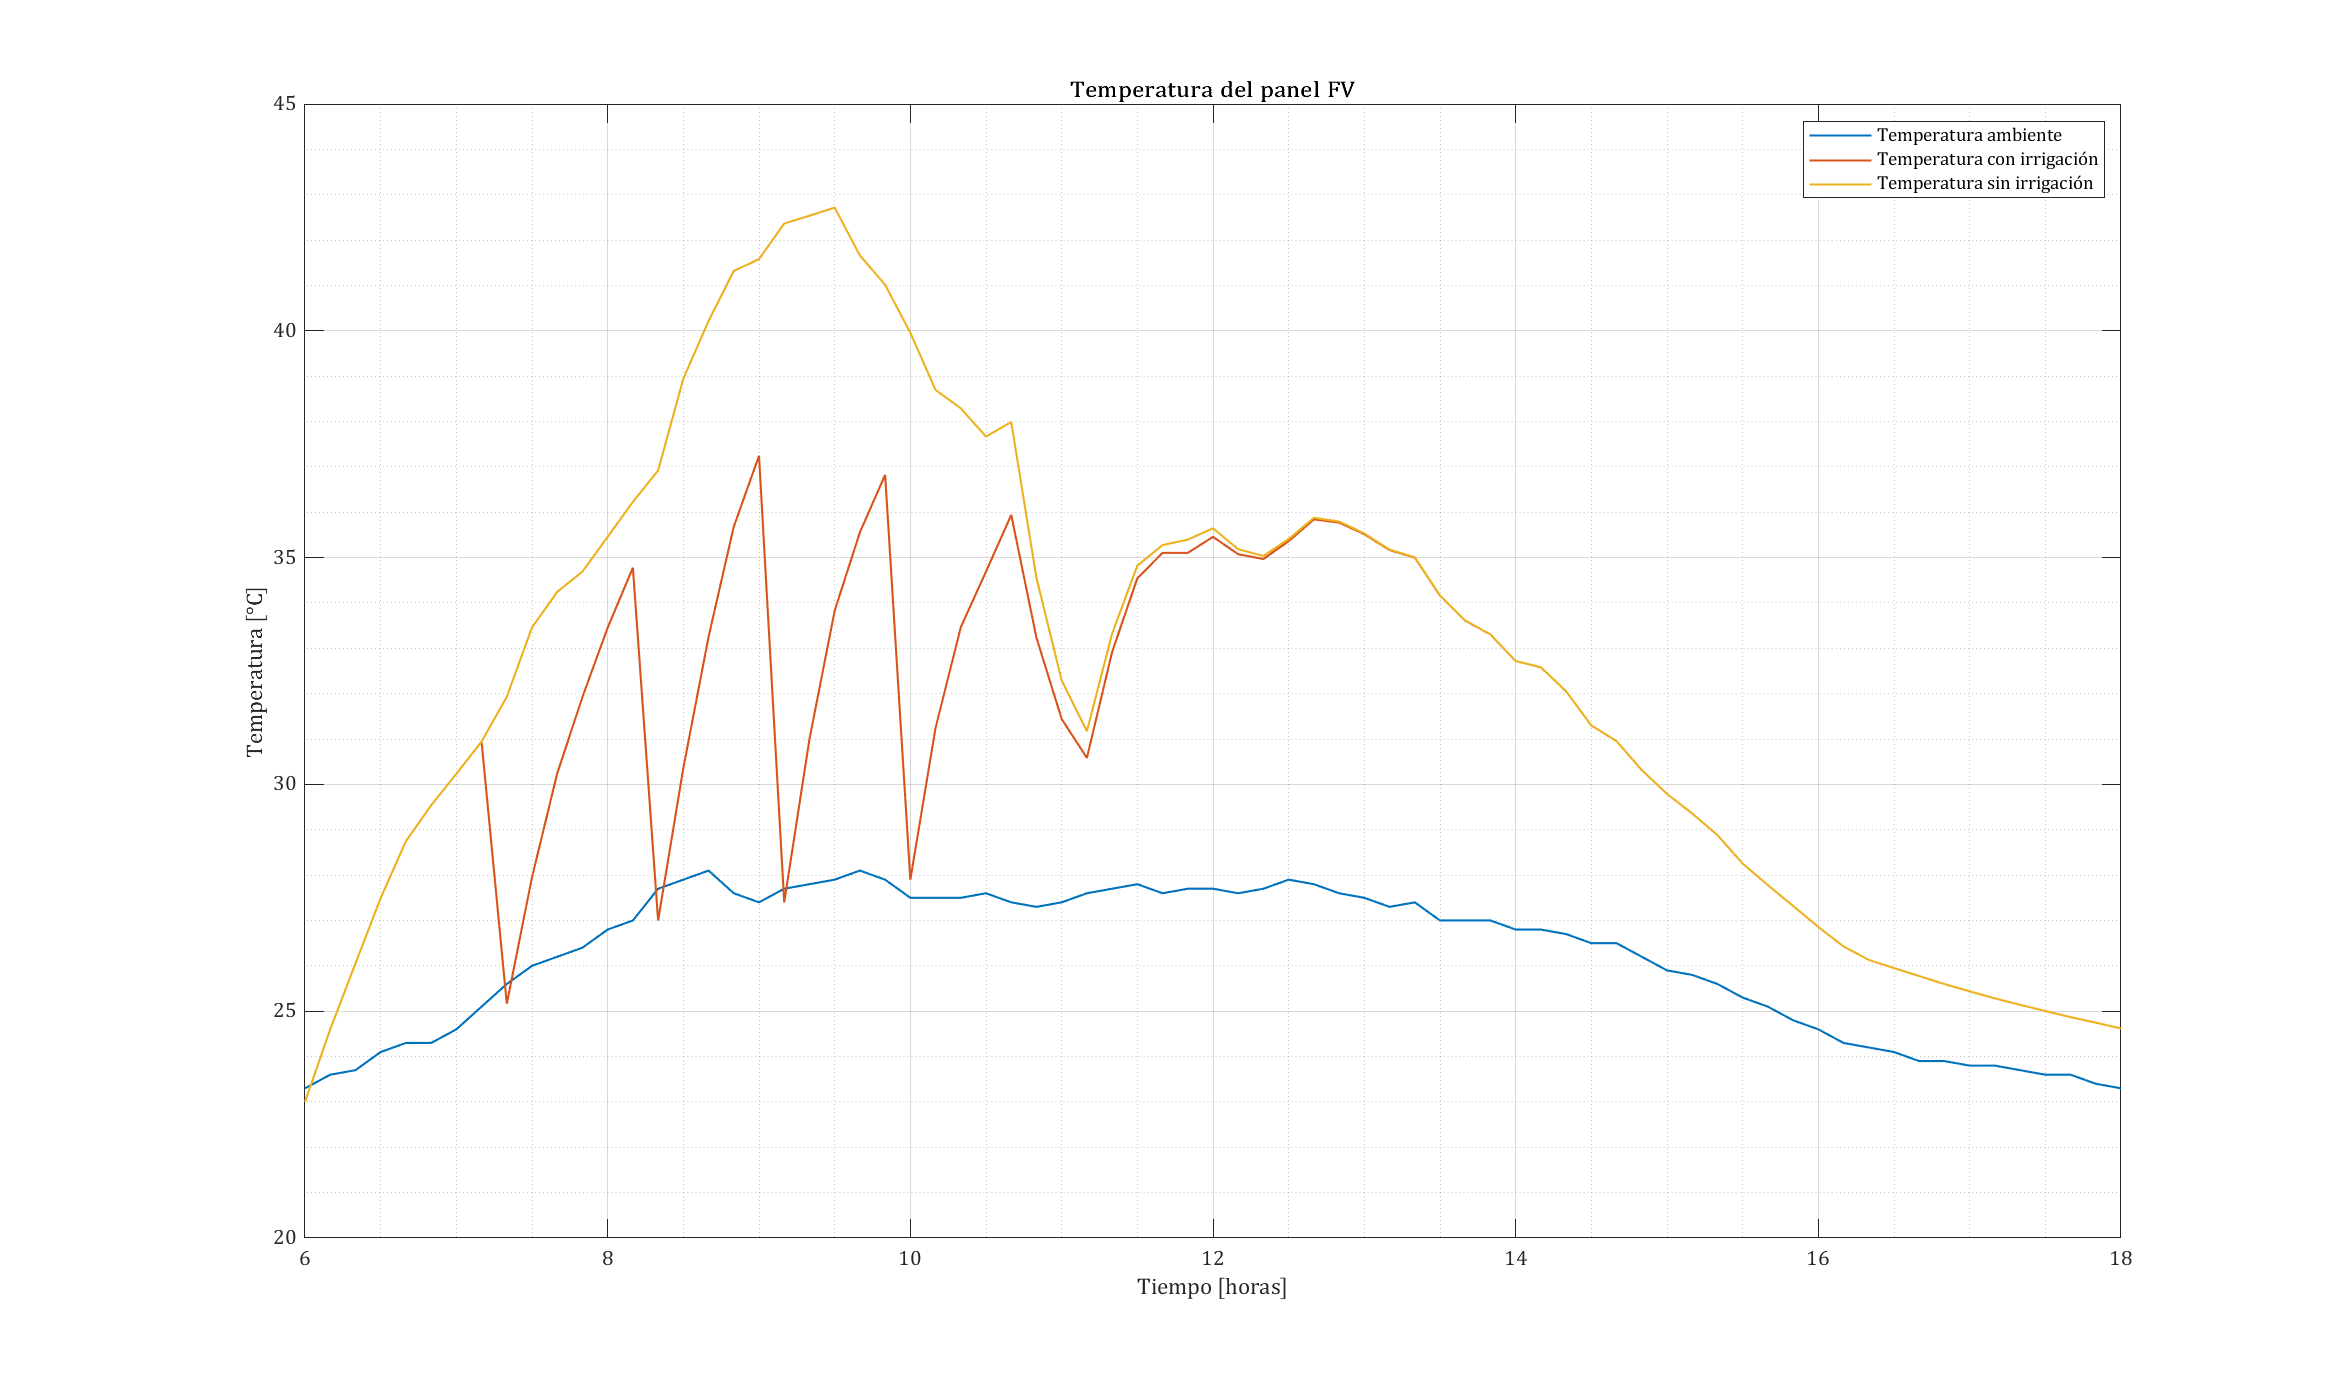 Temperatura del panel FV
45
40
35
30
25
20
Temperatura [°C]
Temperatura ambiente
Temperatura con irrigación
Temperatura sin irrigación
6 8 10 12 14 16 18
Tiempo [horas]